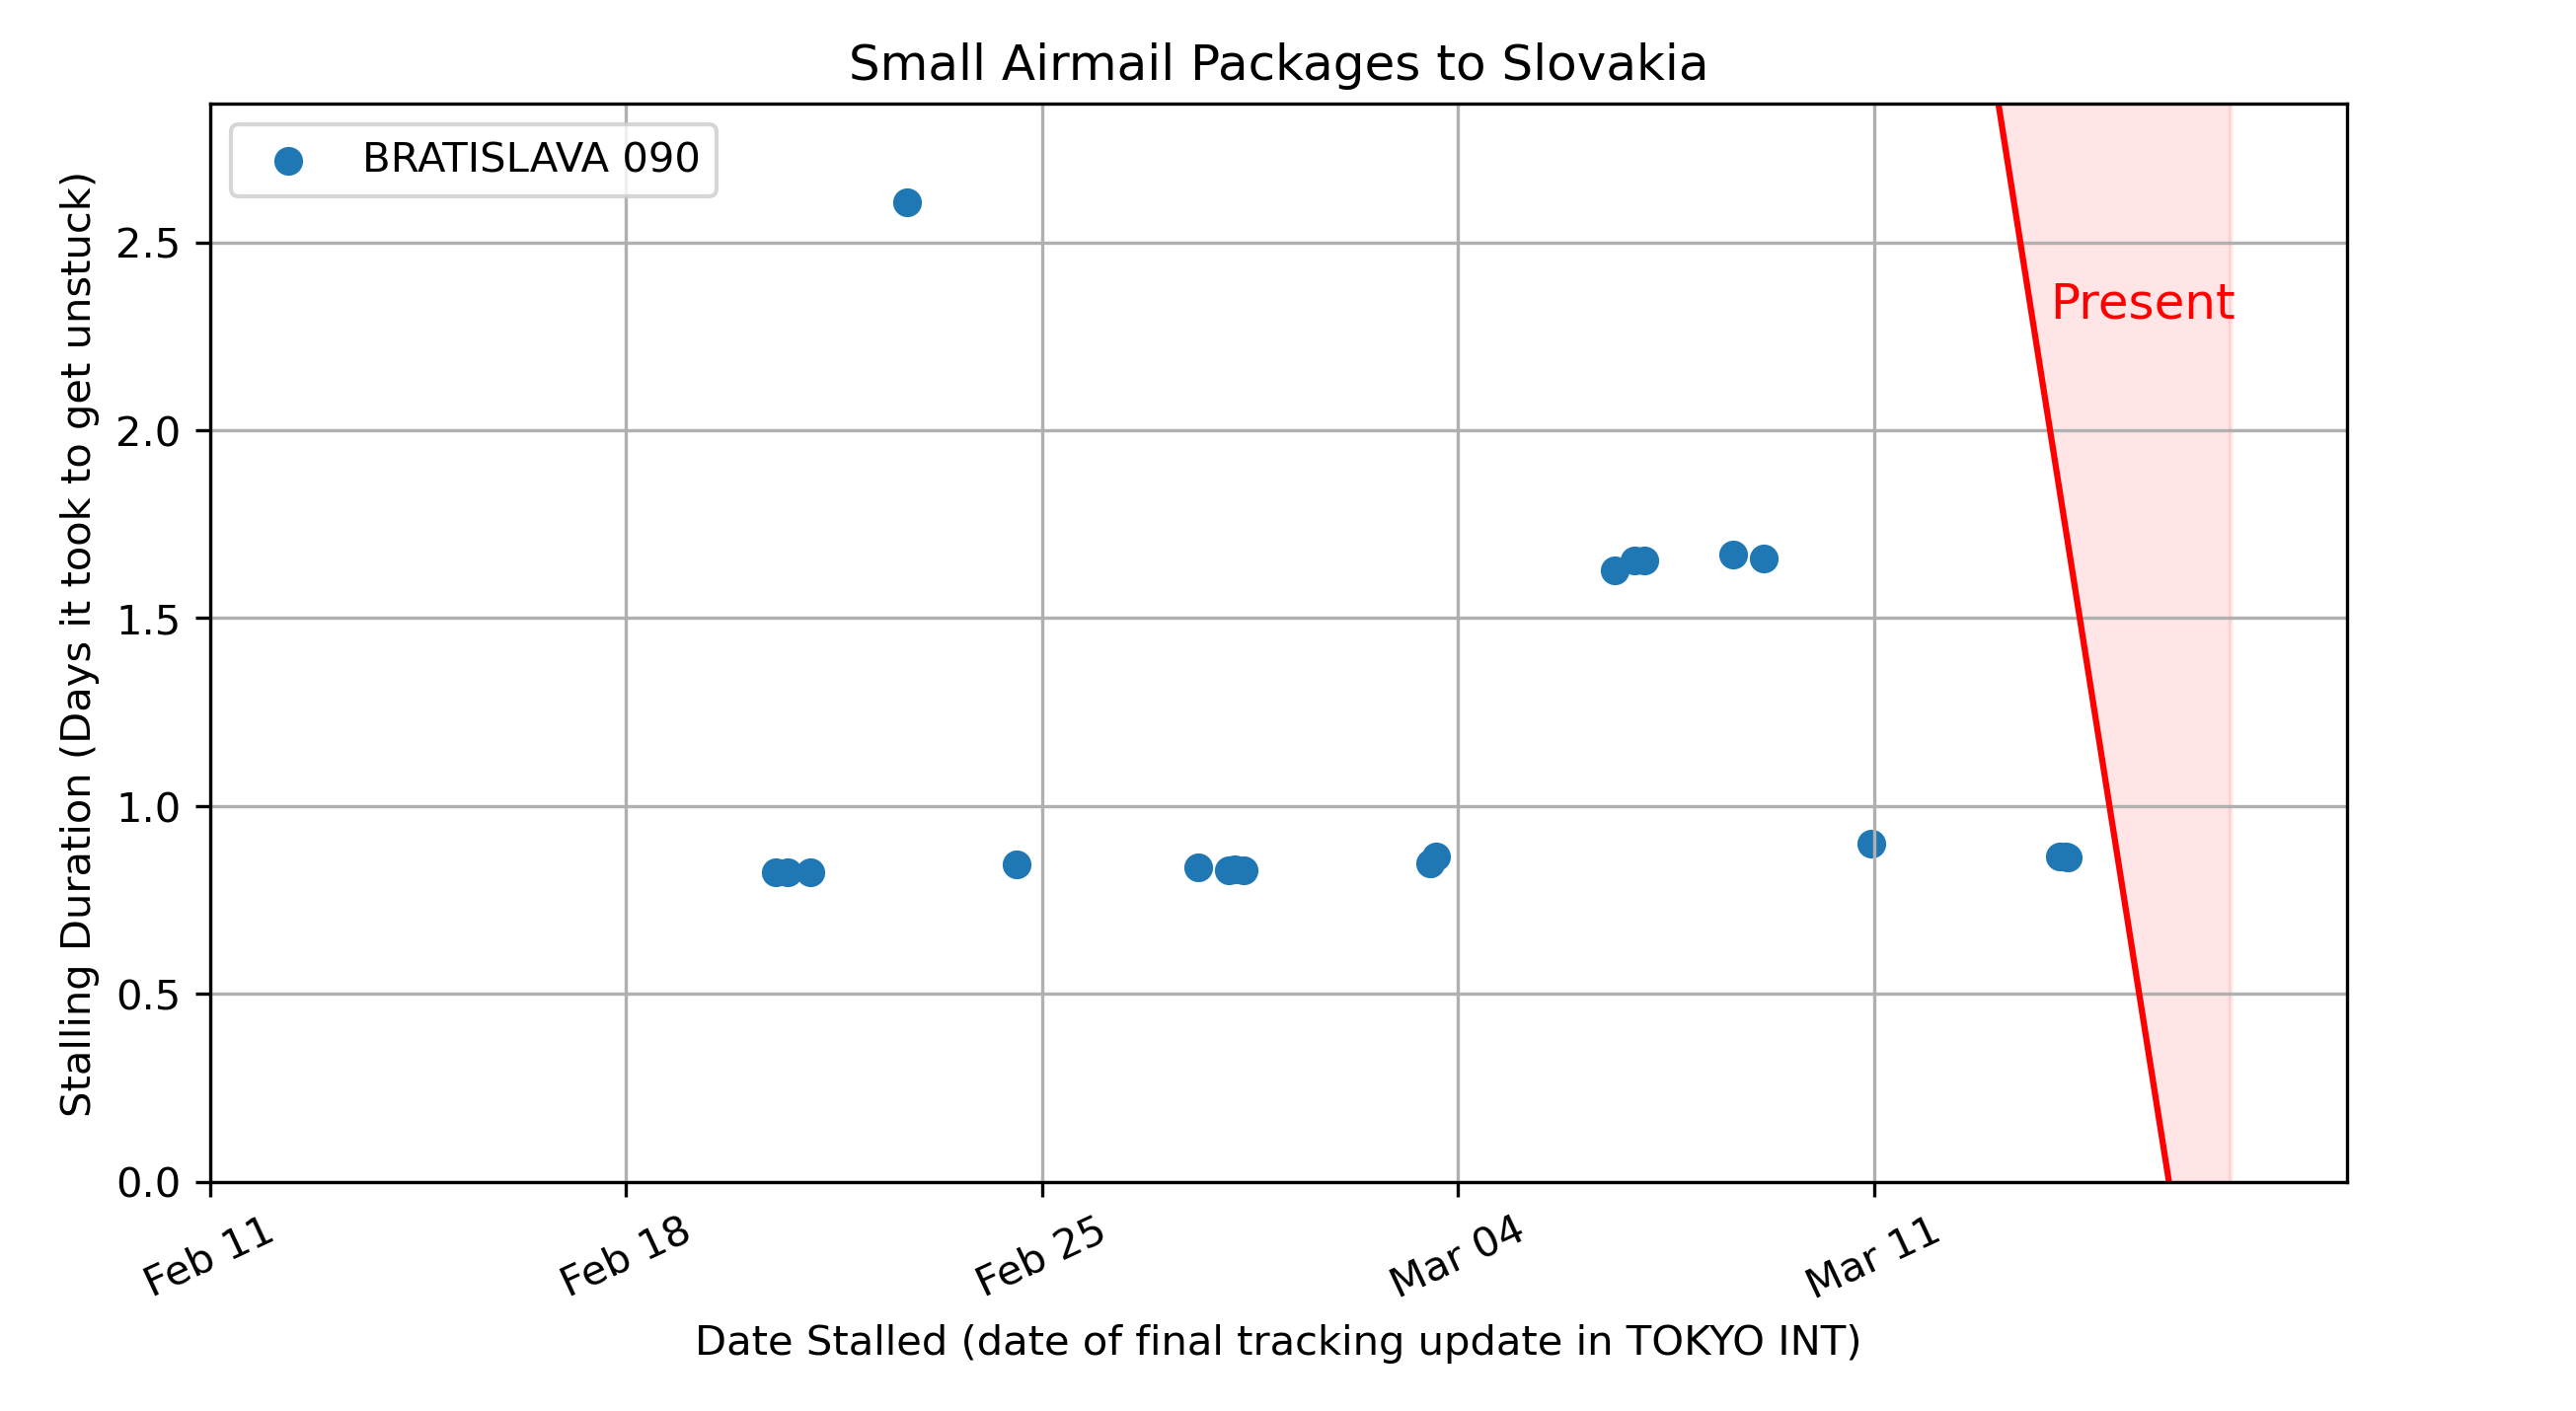 Small Airmail Packages to Slovakia
BRATISLAVA 090
Present
Stalling Duration (Days it took to get unstuck)
2.5
2.0
1.5
1.0
0.5
0.0
Feb 11
Feb 18
Feb 25
Mar 04
Mar 11
Date Stalled (date of final tracking update in TOKYO INT)